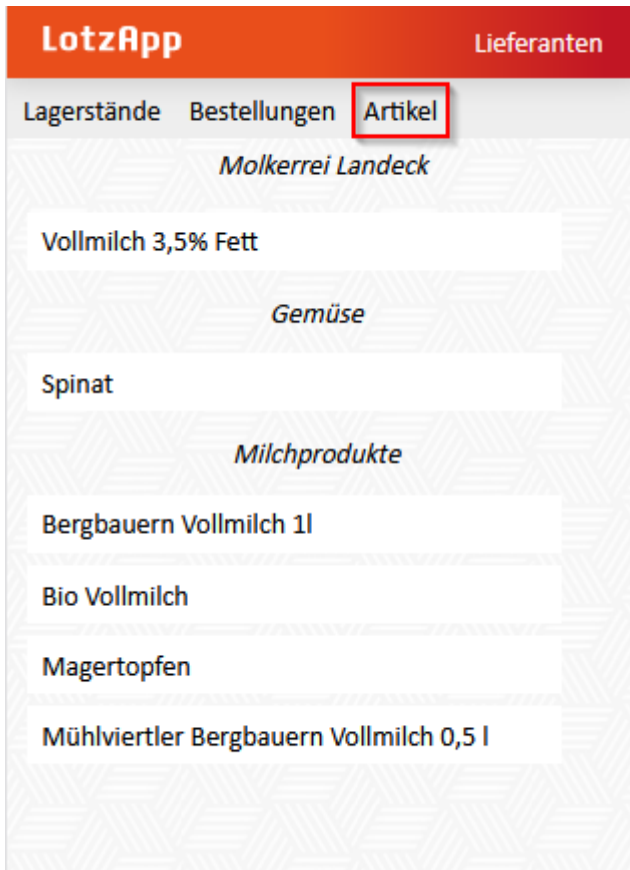 LotzApp
Lieferanten
Lagerstände Bestellungen Artikel
Molkerrei Landeck
Vollmilch 3,5% Fett
Gemüse
Spinat
Milchprodukte
Bergbauern Vollmilch 1l
Bio Vollmilch
Magertopfen
Mühlviertler Bergbauern Vollmilch 0,5 l